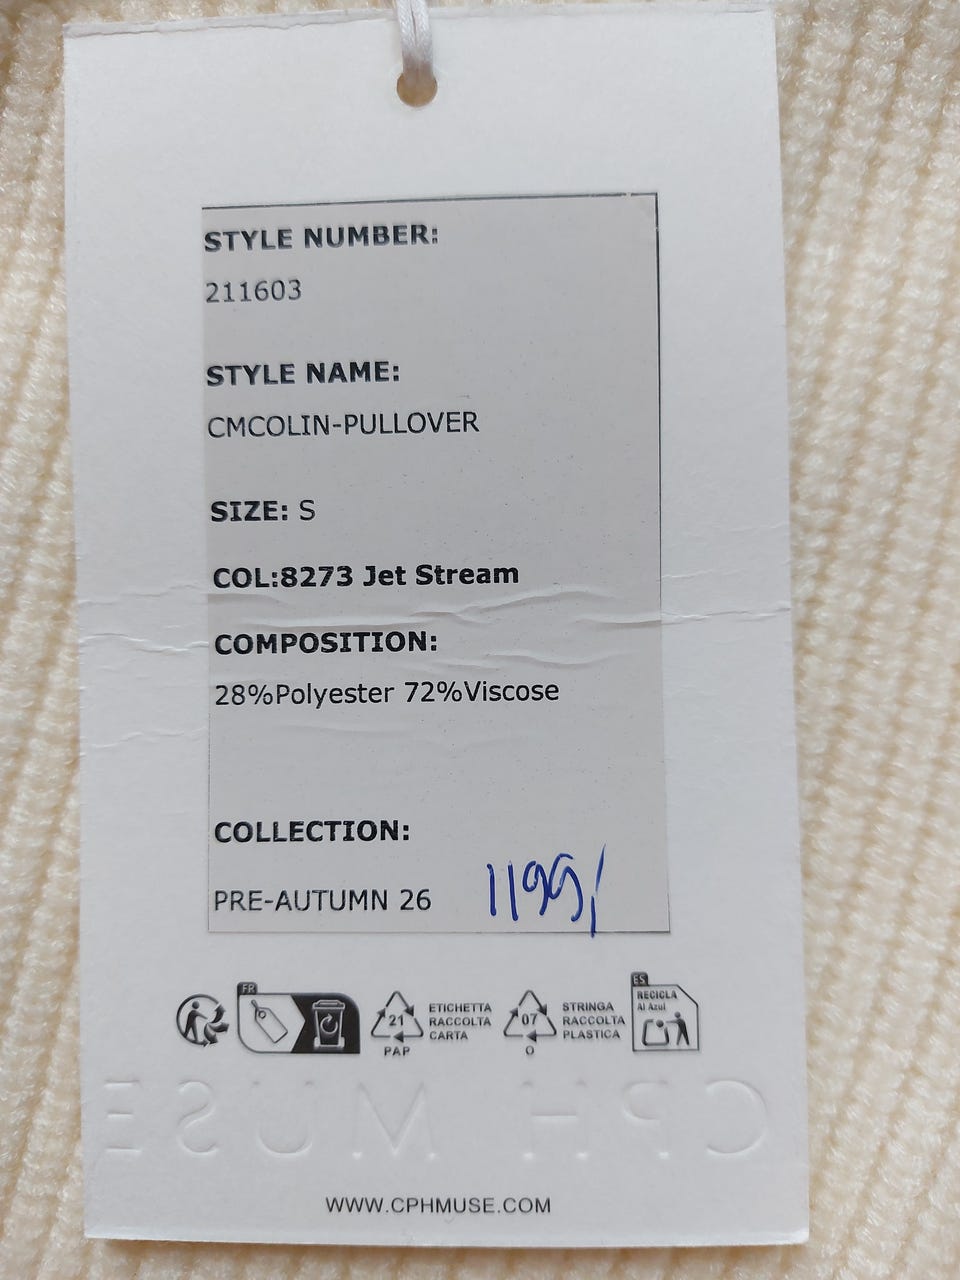 STYLE NUMBER:
211603
STYLE NAME:
CMCOLIN-PULLOVER
SIZE: S
COL:8273 Jet Stream
COMPOSITION:
28%Polyester 72%Viscose
COLLECTION:
PRE-AUTUMN 26
1199,/
FR
21
PAP
ETICHETTA
RACCOLTA
CARTA
07
O
STRINGA
RACCOLTA
PLASTICA
ES
RECICLA
Al Azul
CPH MUSE
WWW.CPHMUSE.COM